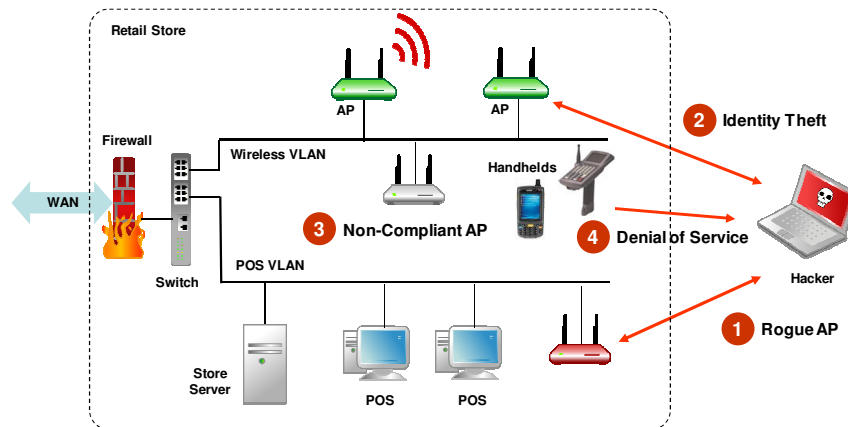 Retail Store
AP
AP
2 Identity Theft
Firewall
Wireless VLAN
Handhelds
WAN
3 Non-Compliant AP
4 Denial of Service
POS VLAN
Switch
Hacker
1 Rogue AP
Store
Server
POS
POS